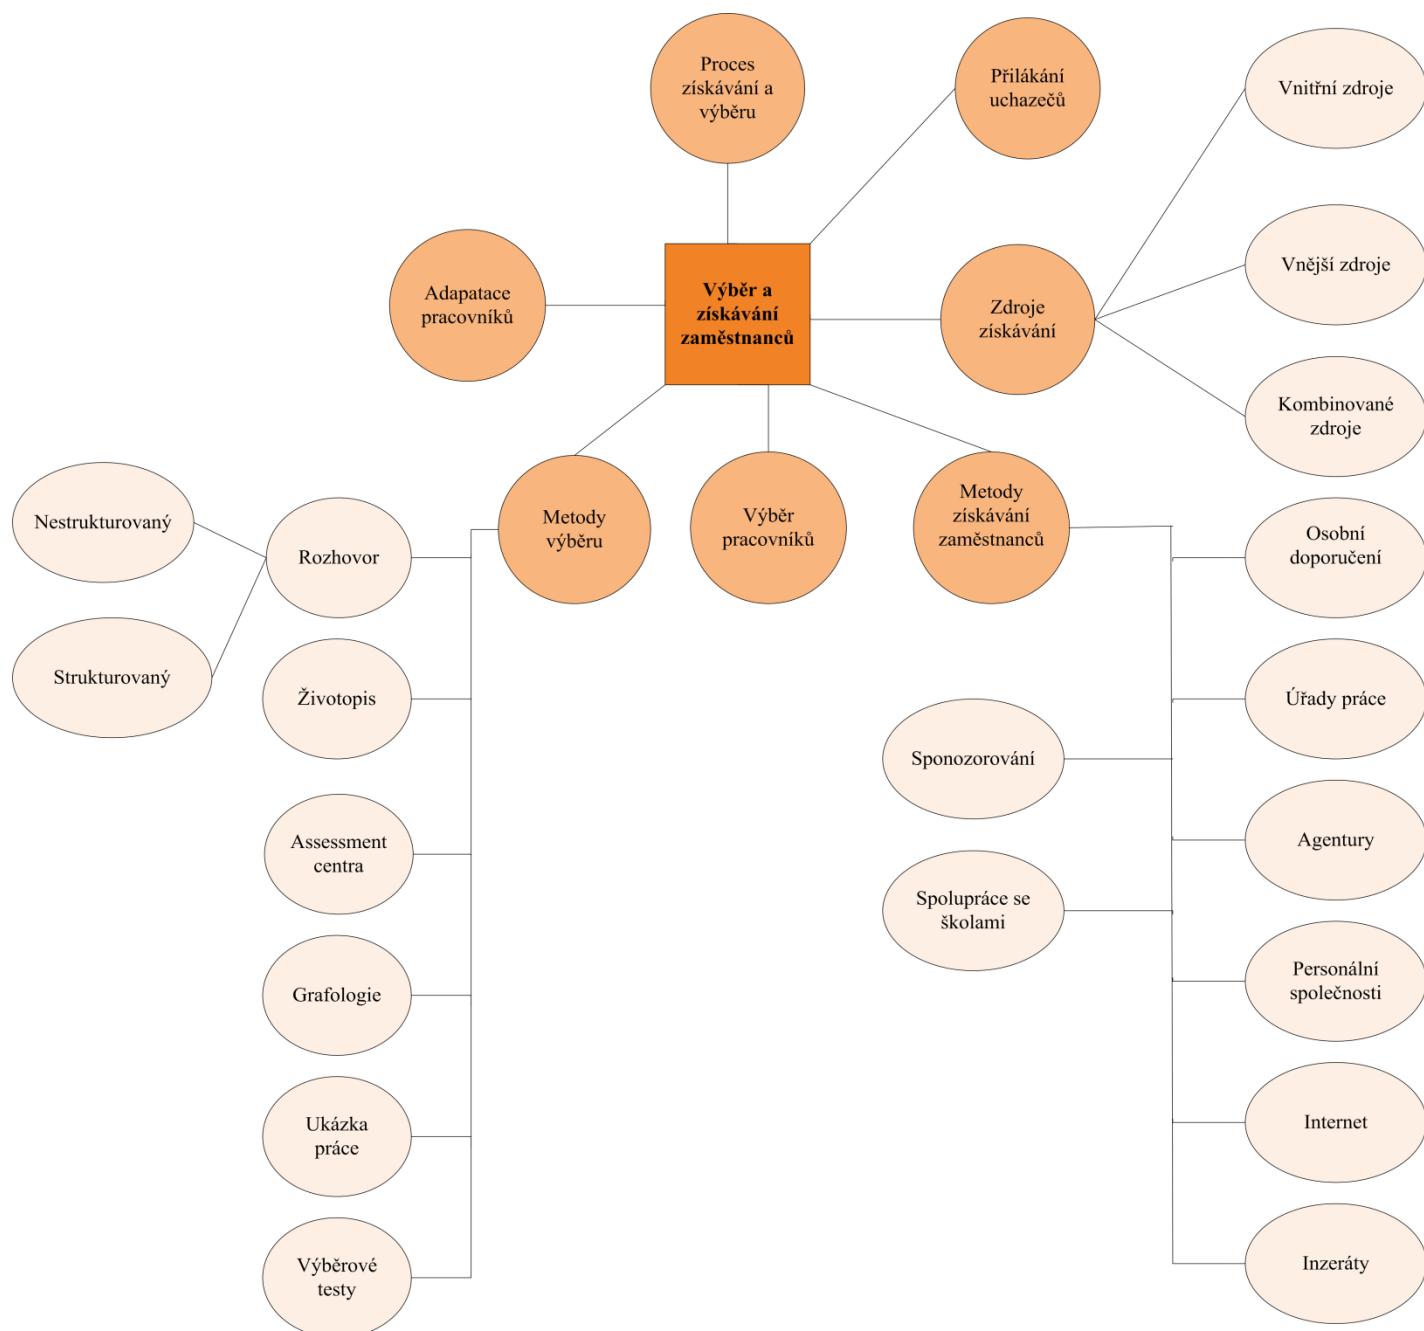 Proces
získávání a
výběru
Přilákání
uchazečů
Vnitřní zdroje
Adapatace
pracovníků
Výběr a
získávání
zaměstnanců
Zdroje
získávání
Vnější zdroje
Kombinované
zdroje
Nestrukturovaný
Strukturovaný
Rozhovor
Metody
výběru
Výběr
pracovníků
Metody
získávání
zaměstnanců
Osobní
doporučení
Životopis
Úřady práce
Sponozorování
Assessment
centra
Agentury
Spolupráce se
školami
Grafologie
Personální
společnosti
Ukázka
práce
Internet
Výběrové
testy
Inzeráty